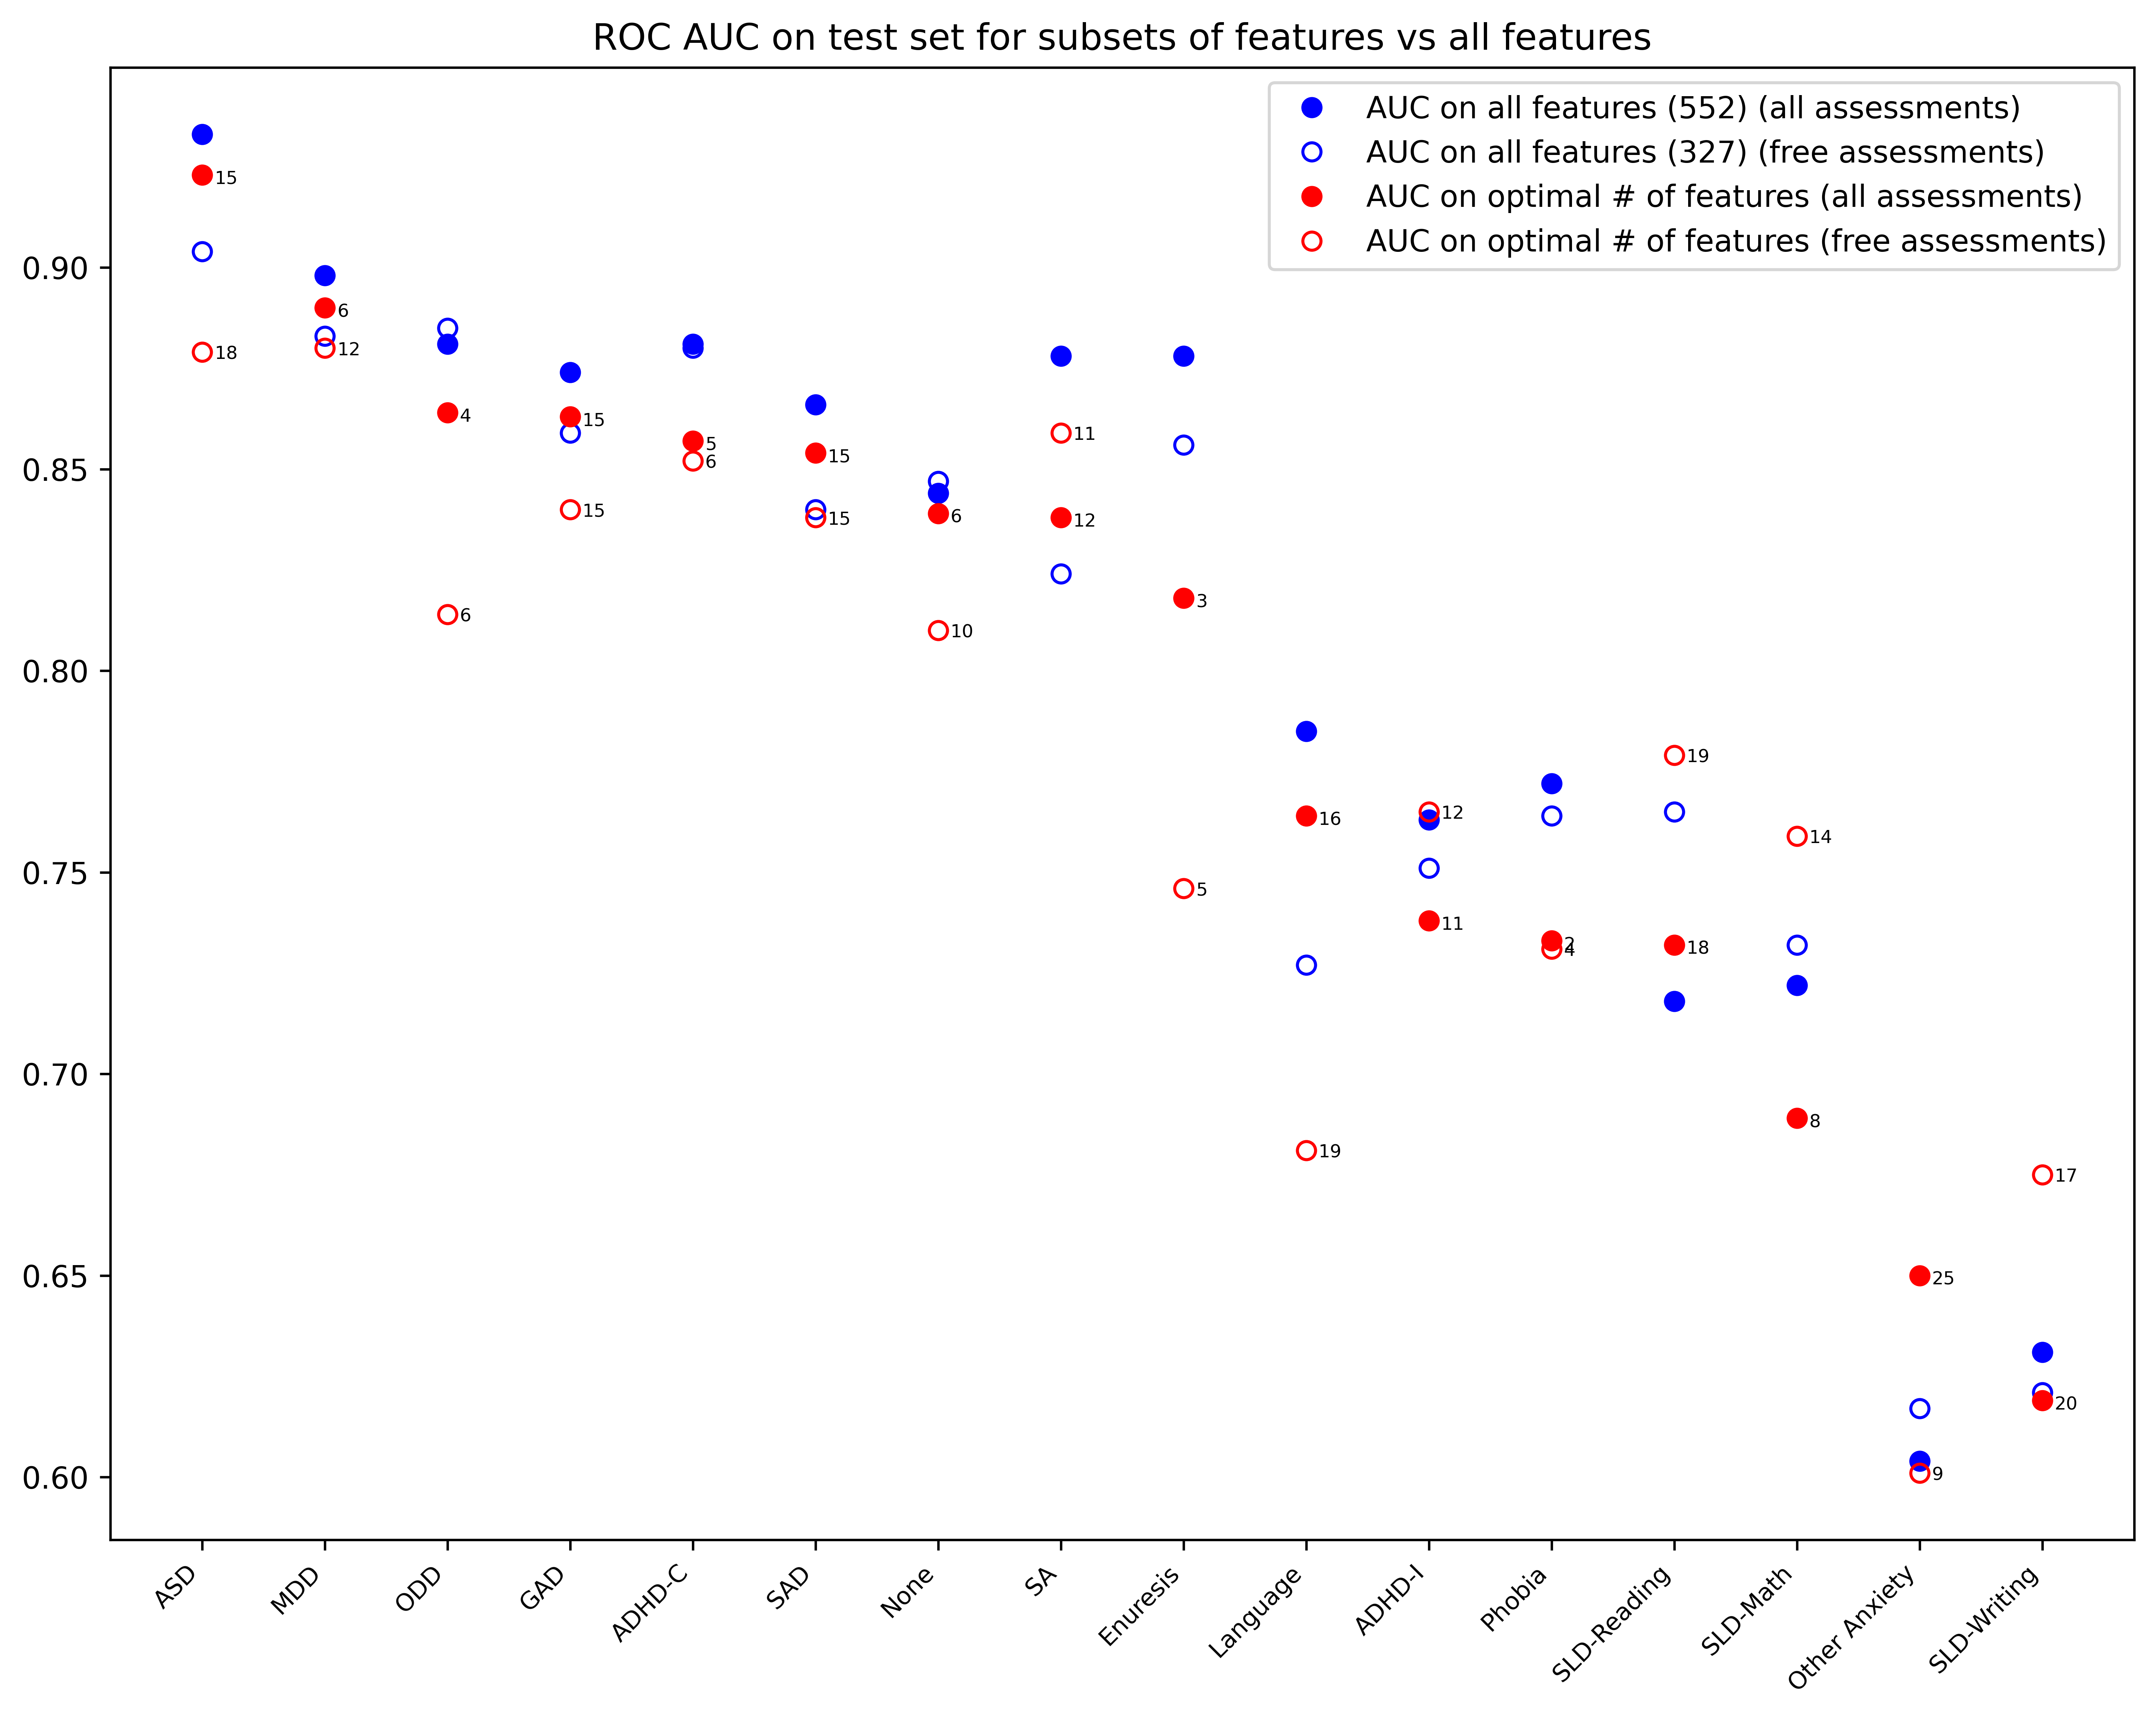 ROC AUC on test set for subsets of features vs all features
AUC on all features (552) (all assessments)
AUC on all features (327) (free assessments)
AUC on optimal # of features (all assessments)
AUC on optimal # of features (free assessments)
0.90
0.85
0.80
0.75
0.70
0.65
0.60
15
18
6
12
4
6
15
15
5
6
15
15
6
10
11
12
3
5
16
19
12
11
2
4
19
18
14
8
25
9
17
20
ASD
MDD
ODD
GAD
ADHD-C
SAD
None
SA
Enuresis
Language
ADHD-I
Phobia
SLD-Reading
SLD-Math
Other Anxiety
SLD-Writing